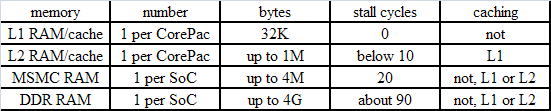 memory number bytes stall cycles caching
L1 RAM/cache 1 per CorePac 32K 0 not
L2 RAM/cache 1 per CorePac up to 1M below 10 L1
MSMC RAM 1 per SoC up to 4M 20 not, L1 or L2
DDR RAM 1 per SoC up to 4G about 90 not, L1 or L2